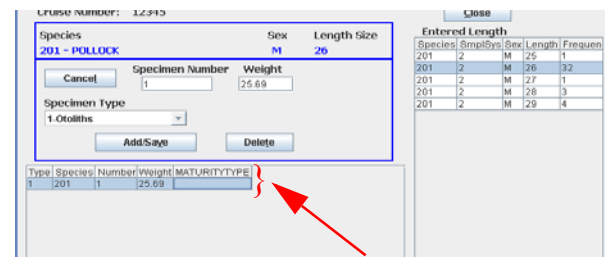 Cruise Number: 12345
Close
Species Sex Length Size
201 - POLLOCK M 26
Cancel
Specimen Number Weight
1 25.69
Specimen Type
1-Otoliths
Add/Save Delete
Type Species Number Weight MATURITYTYPE
1 201 1 25.69
Entered Length
Species SmplSys Sex Length Frequen
201 2 M 25 1
201 2 M 26 32
201 2 M 27 1
201 2 M 28 3
201 2 M 29 4